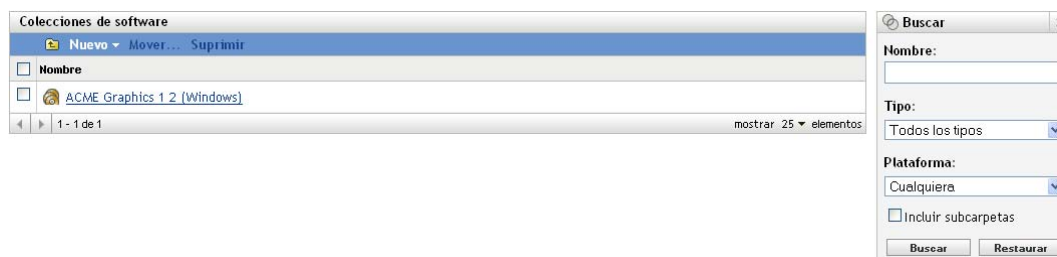 Colecciones de software
Nuevo Mover... Suprimir
Nombre
ACME Graphics 1 2 (Windows)
1 - 1 de 1 mostrar 25 elementos
Buscar
Nombre:
Tipo:
Todos los tipos
Plataforma:
Cualquiera
Incluir subcarpetas
Buscar Restaurar